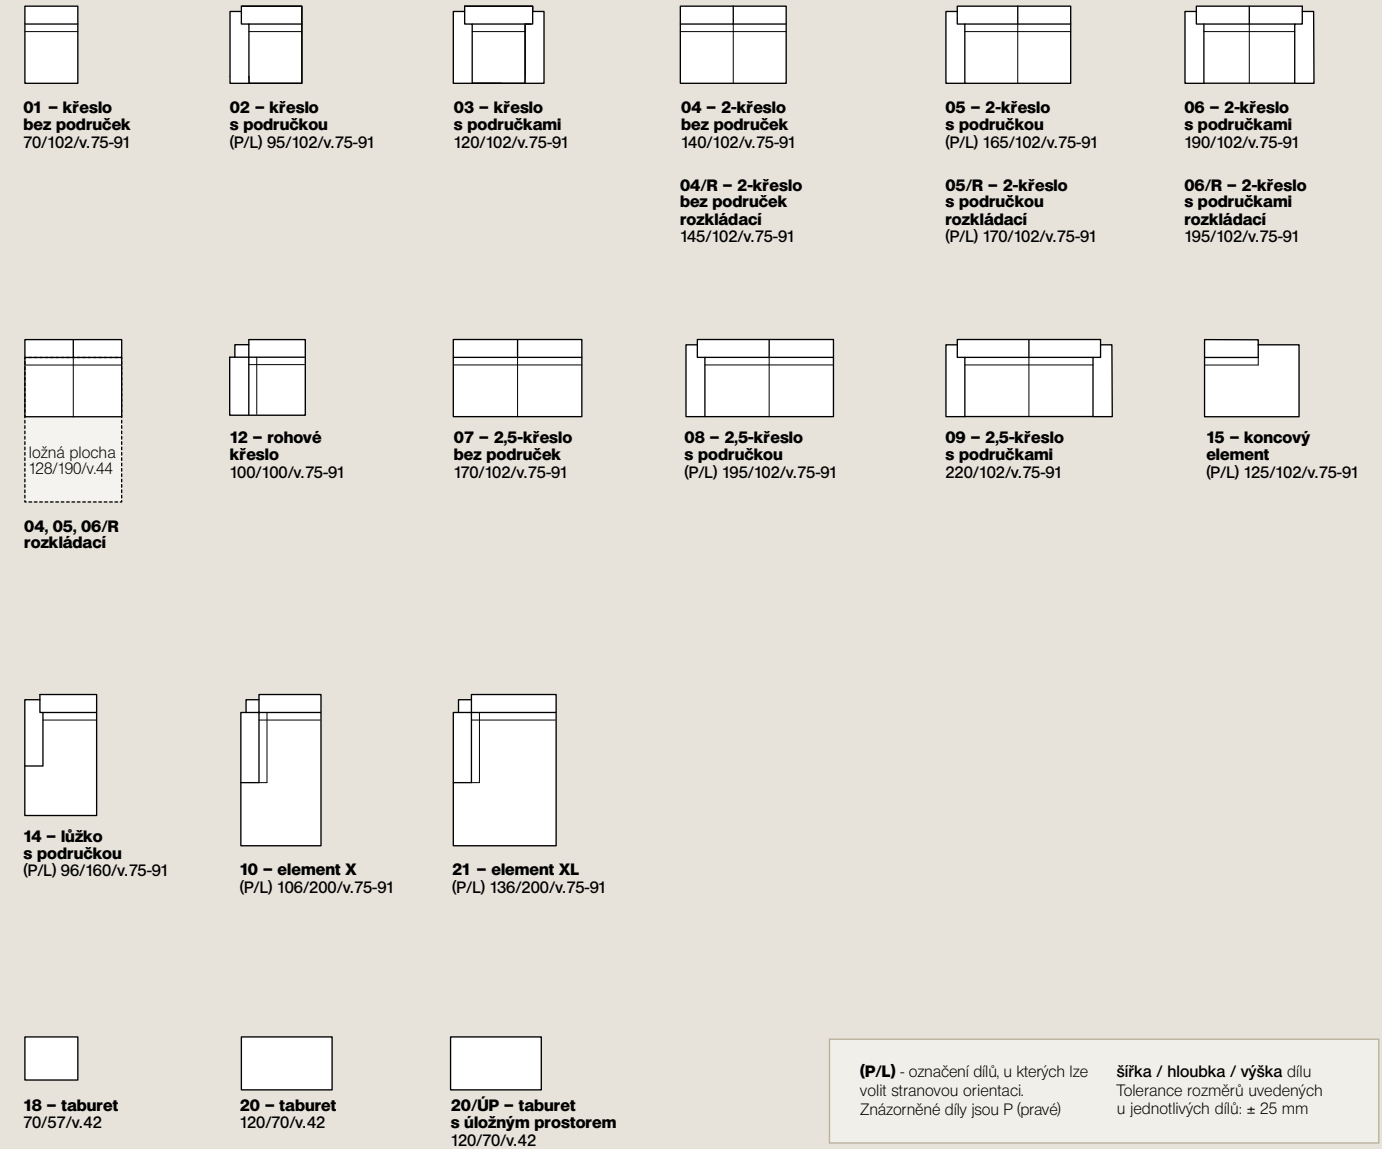 01 – křeslo
bez područek
70/102/v.75-91
02 – křeslo
s područkou
(P/L) 95/102/v.75-91
03 – křeslo
s područkami
120/102/v.75-91
04 – 2-křeslo
bez područek
140/102/v.75-91
05 – 2-křeslo
s područkou
(P/L) 165/102/v.75-91
06 – 2-křeslo
s područkami
190/102/v.75-91
04/R – 2-křeslo
bez područek
rozkládací
145/102/v.75-91
05/R – 2-křeslo
s područkou
rozkládací
(P/L) 170/102/v.75-91
06/R – 2-křeslo
s područkami
rozkládací
195/102/v.75-91
ložná plocha
128/190/v.44
04, 05, 06/R
rozkládací
12 – rohové
křeslo
100/100/v.75-91
07 – 2,5-křeslo
bez područek
170/102/v.75-91
08 – 2,5-křeslo
s područkou
(P/L) 195/102/v.75-91
09 – 2,5-křeslo
s područkami
220/102/v.75-91
15 – koncový
element
(P/L) 125/102/v.75-91
14 – lůžko
s područkou
(P/L) 96/160/v.75-91
10 – element X
(P/L) 106/200/v.75-91
21 – element XL
(P/L) 136/200/v.75-91
18 – taburet
70/57/v.42
20 – taburet
120/70/v.42
20/ÚP – taburet
s úložným prostorem
120/70/v.42
(P/L) - označení dílů, u kterých lze
volit stranovou orientaci.
Znázorněné díly jsou P (pravé)
šířka / hloubka / výška dílu
Tolerance rozměrů uvedených
u jednotlivých dílů: ± 25 mm